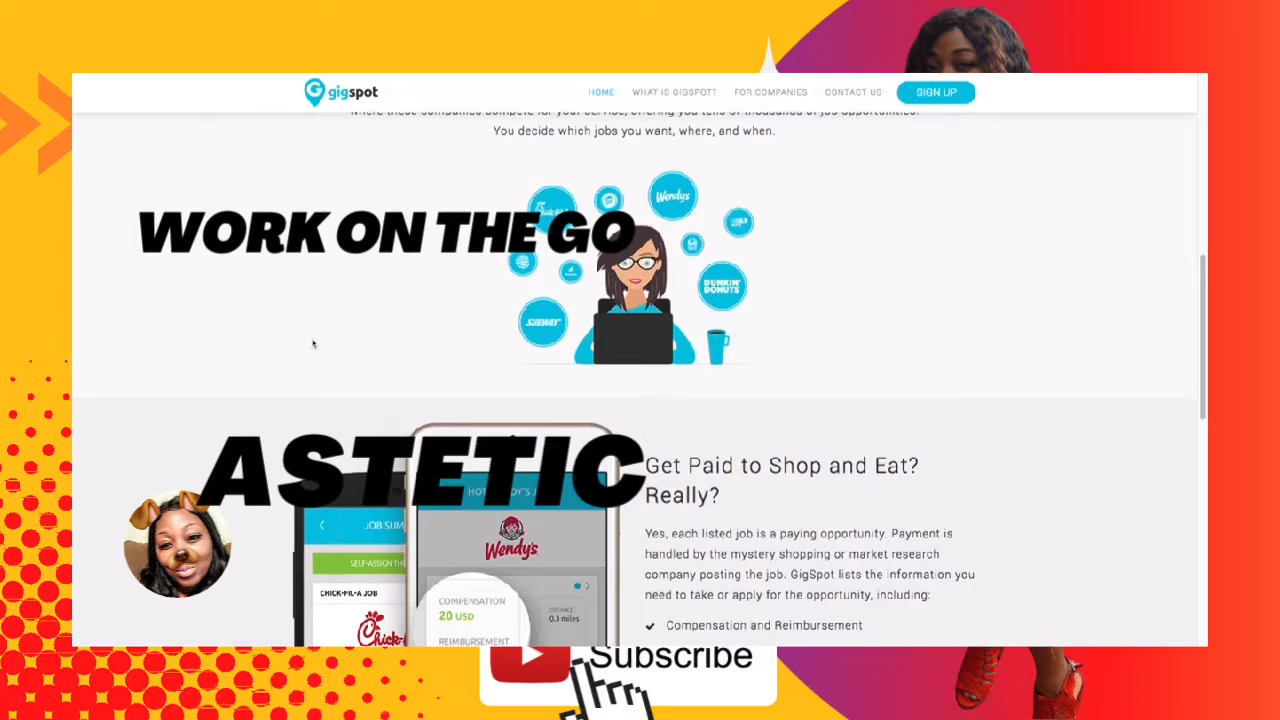 gigspot
HOME WHAT IS GIGSPOT? FOR COMPANIES CONTACT US SIGN UP
You decide which jobs you want, where, and when.
Wendy's
WORK ON THE GO
DUNKIN' DONUTS
SUBWAY
ASTETIC
Get Paid to Shop and Eat?
Really?
JOB SUM
Wendy's
Yes, each listed job is a paying opportunity. Payment is
handled by the mystery shopping or market research
company posting the job. GigSpot lists the information you
need to take or apply for the opportunity, including:
SELF-ASSIGN TH
CHICK-FIL-A JOB
COMPENSATION
20 USD
DISTANCE
0.3 miles
REIMBURSEMENT
Compensation and Reimbursement
Subscribe